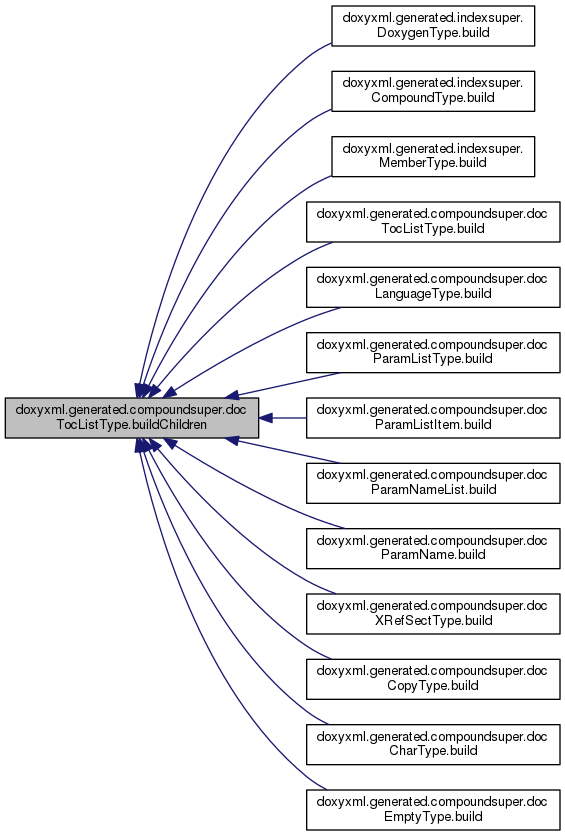 doxyxml.generated.indexsuper.
DoxygenType.build
doxyxml.generated.indexsuper.
CompoundType.build
doxyxml.generated.indexsuper.
MemberType.build
doxyxml.generated.compoundsuper.doc
TocListType.build
doxyxml.generated.compoundsuper.doc
LanguageType.build
doxyxml.generated.compoundsuper.doc
ParamListType.build
doxyxml.generated.compoundsuper.doc
TocListType.buildChildren
doxyxml.generated.compoundsuper.doc
ParamListItem.build
doxyxml.generated.compoundsuper.doc
ParamNameList.build
doxyxml.generated.compoundsuper.doc
ParamName.build
doxyxml.generated.compoundsuper.doc
XRefSectType.build
doxyxml.generated.compoundsuper.doc
CopyType.build
doxyxml.generated.compoundsuper.doc
CharType.build
doxyxml.generated.compoundsuper.doc
EmptyType.build